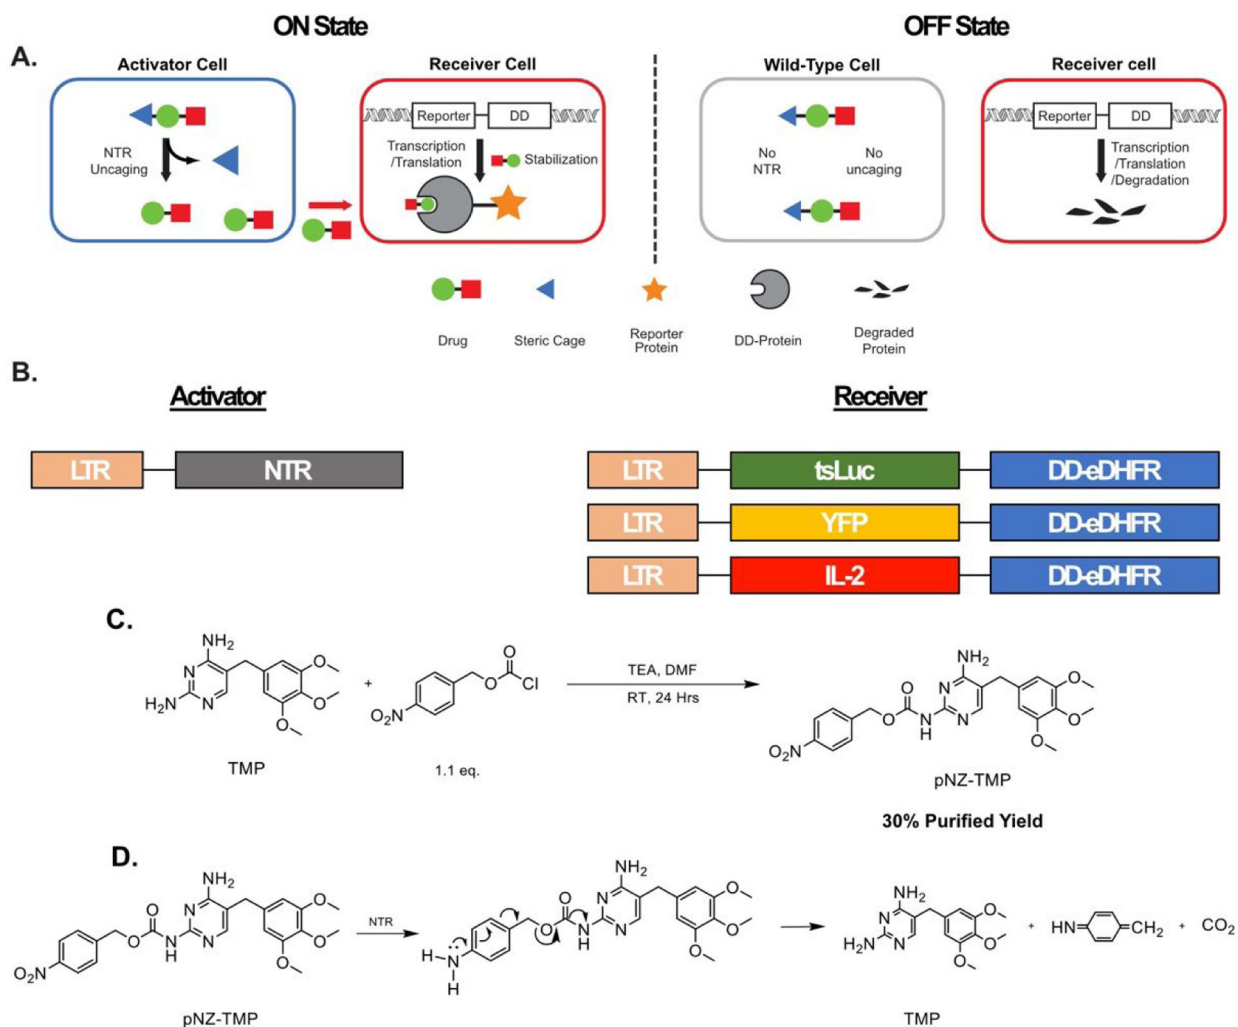 ON State
OFF State
A.
Activator Cell
Receiver Cell
Wild-Type Cell
Receiver cell
NTR
Uncaging
Reporter
DD
Transcription
/Translation
Stabilization
No
NTR
No
uncaging
Reporter
DD
Transcription
/Translation
/Degradation
Drug
Steric Cage
Reporter
Protein
DD-Protein
Degraded
Protein
B.
Activator
Receiver
LTR
NTR
LTR
tsLuc
DD-eDHFR
LTR
YFP
DD-eDHFR
LTR
IL-2
DD-eDHFR
C.
NH2
N
H2N
N
O
O
O
TMP
+
O
O
Cl
O2N
1.1 eq.
TEA, DMF
RT, 24 Hrs
NH2
O
N
O
N
H
N
O
O
O
O2N
pNZ-TMP
30% Purified Yield
D.
NH2
O
N
O
N
H
N
O
O
O
O2N
pNZ-TMP
NTR
NH2
O
N
O
N
H
N
O
O
O
H
N
H
NH2
N
H2N
N
O
O
O
TMP
+
HN
CH2
+
CO2